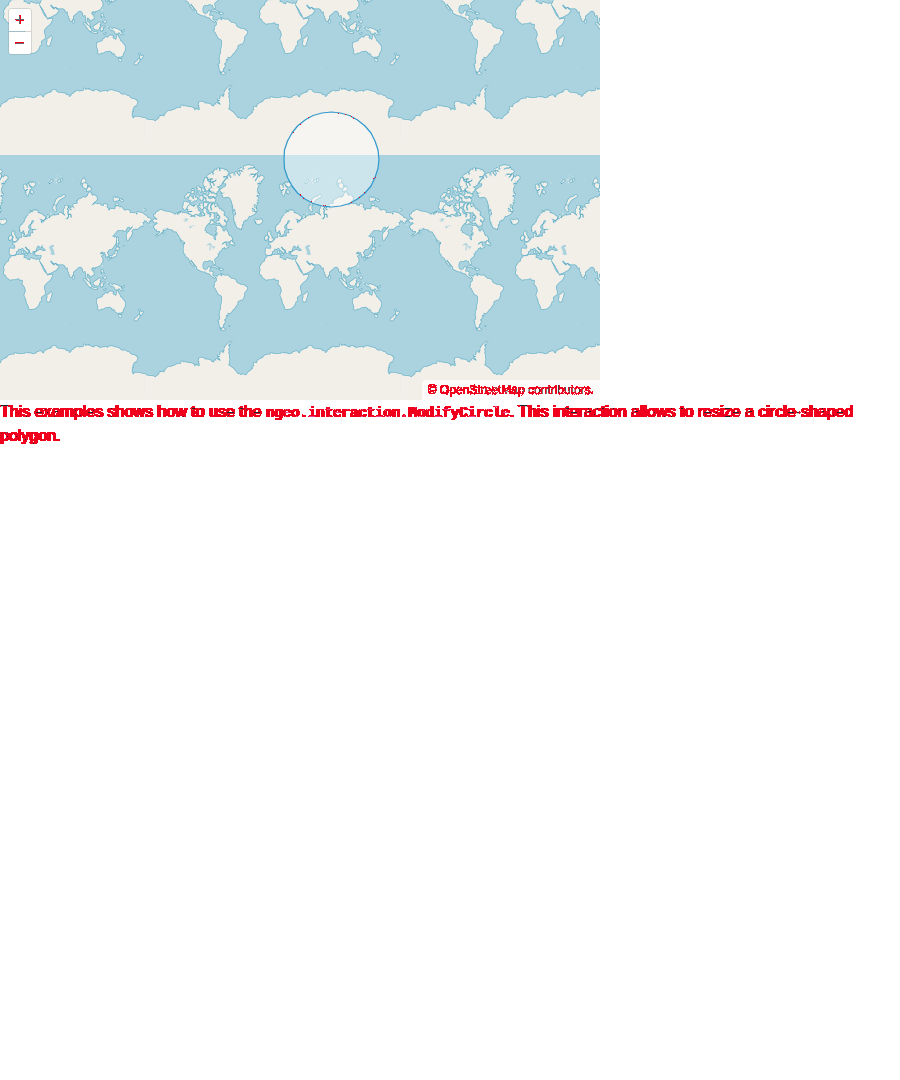 +
−
© OpenStreetMap contributors.
This examples shows how to use the ngeo.interaction.ModifyCircle. This interaction allows to resize a circle-shaped
polygon.